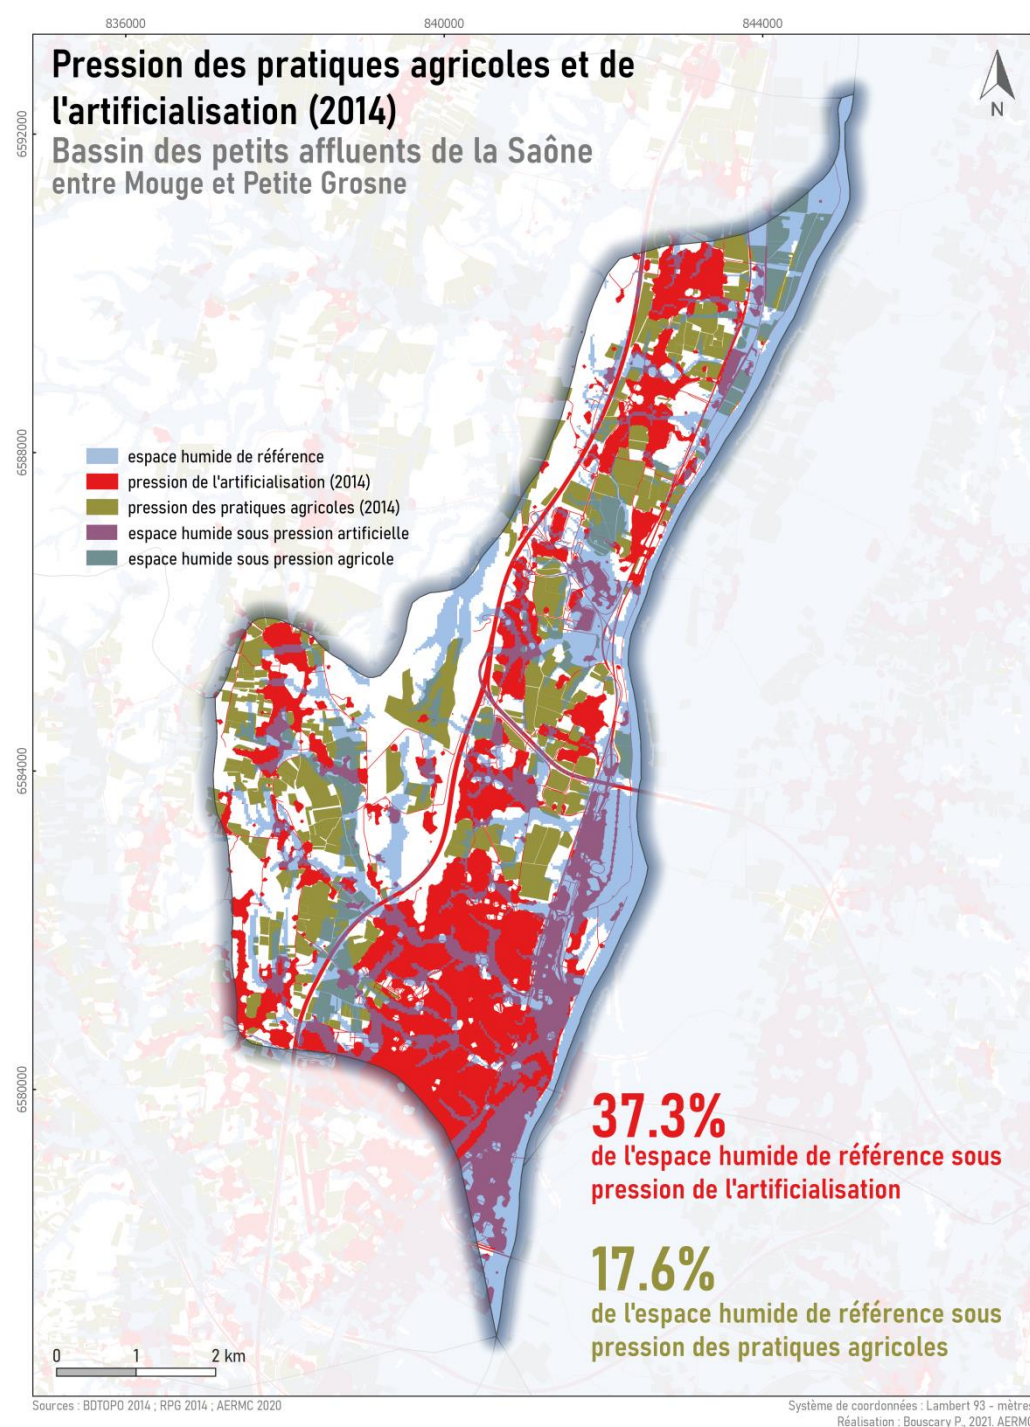 836000
840000
844000
Pression des pratiques agricoles et de
l'artificialisation (2014)
Bassin des petits affluents de la Saône
entre Mouge et Petite Grosne
N
6592000
6588000
6584000
6580000
espace humide de référence
pression de l'artificialisation (2014)
pression des pratiques agricoles (2014)
espace humide sous pression artificielle
espace humide sous pression agricole
37.3%
de l'espace humide de référence sous
pression de l'artificialisation
17.6%
de l'espace humide de référence sous
pression des pratiques agricoles
0 1 2 km
Sources : BDTOPO 2014 ; RPG 2014 ; AERMC 2020
Système de coordonnées : Lambert 93 - mètres
Réalisation : Bouscary P., 2021, AERMC